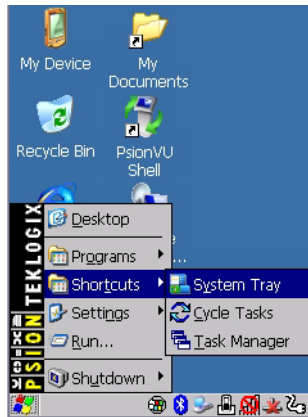 My Device
My
Documents
Recycle Bin
PsionVU
Shell
PSION TEKLOGIX
Desktop
Programs
Shortcuts
Settings
Run...
Shutdown
System Tray
Cycle Tasks
Task Manager